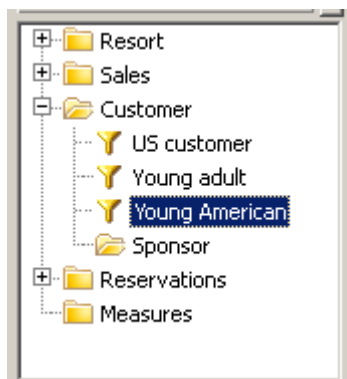 Resort
Sales
Customer
US customer
Young adult
Young American
Sponsor
Reservations
Measures